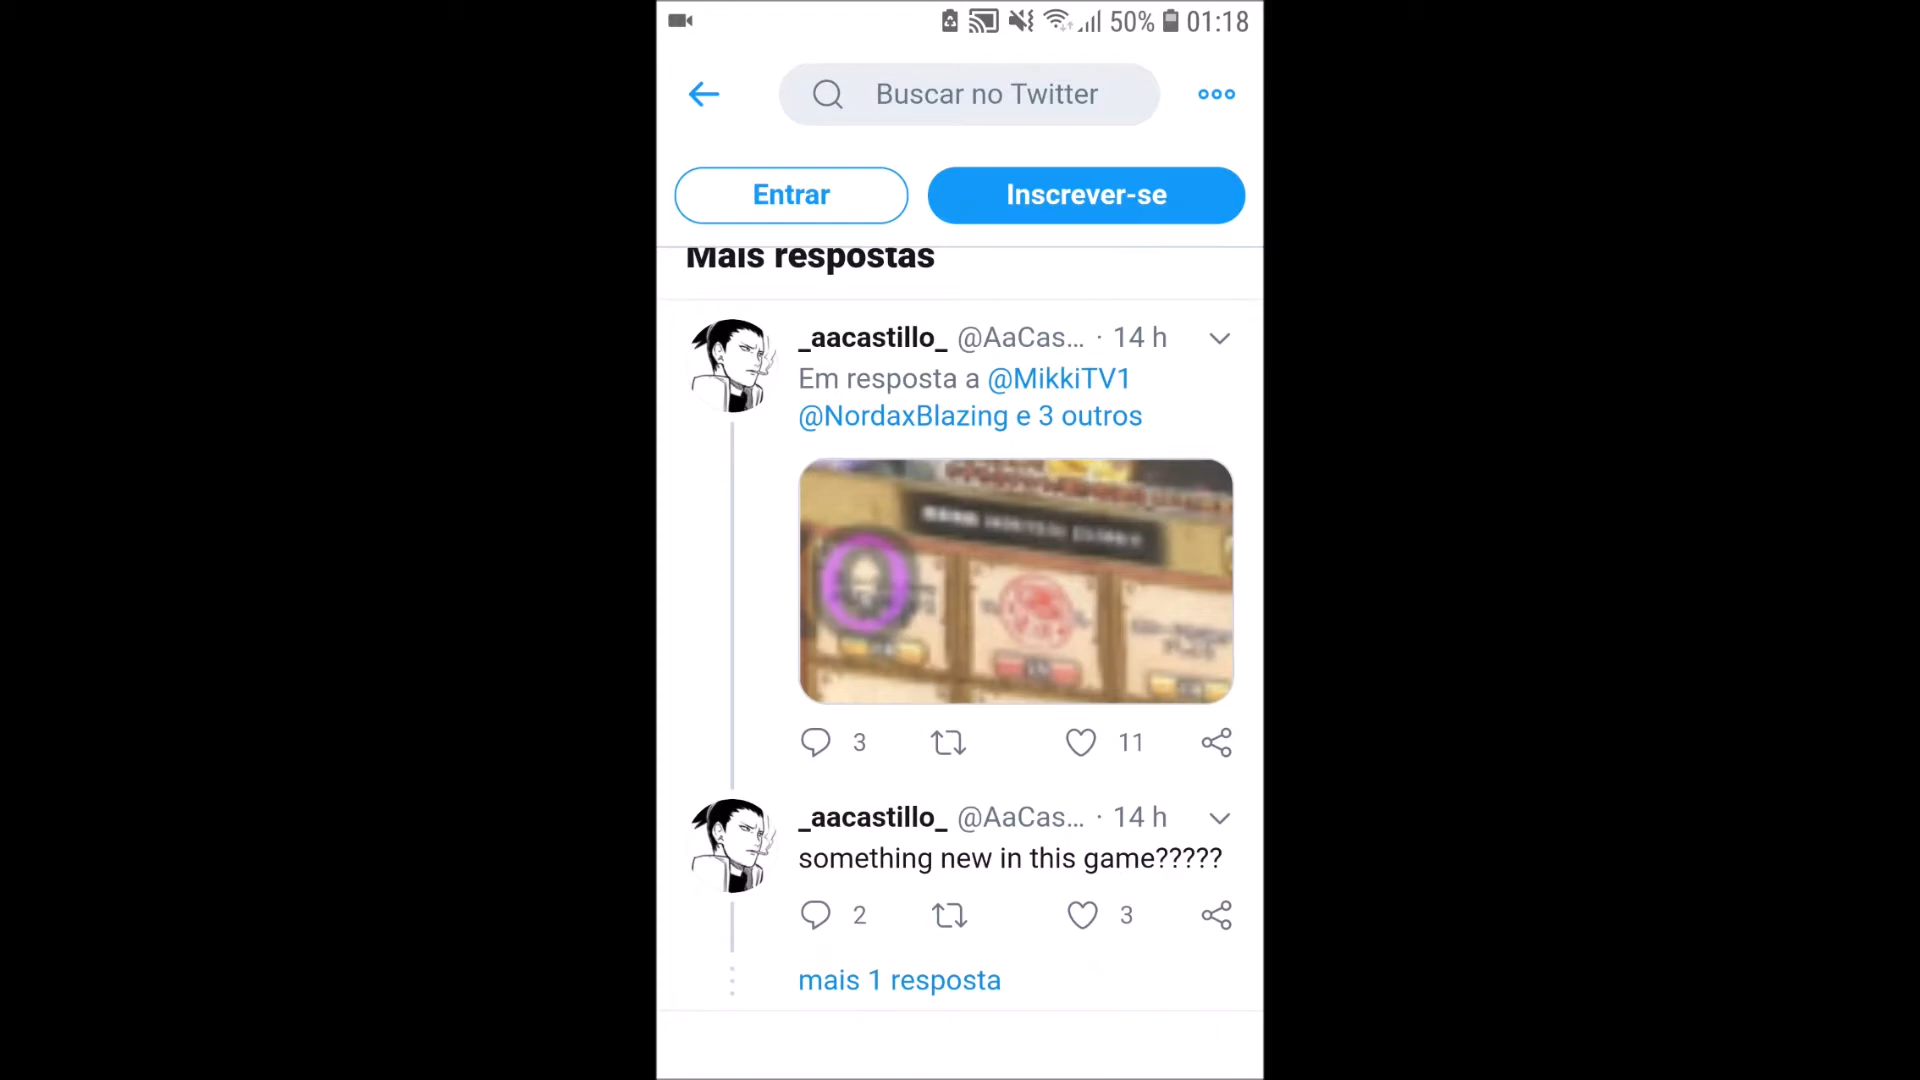 50% 01:18
Buscar no Twitter
Entrar
Inscrever-se
Mais respostas
_aacastillo_ @AaCas... · 14 h
Em resposta a @MikkiTV1
@NordaxBlazing e 3 outros
3
11
_aacastillo_ @AaCas... · 14 h
something new in this game?????
2
3
mais 1 resposta